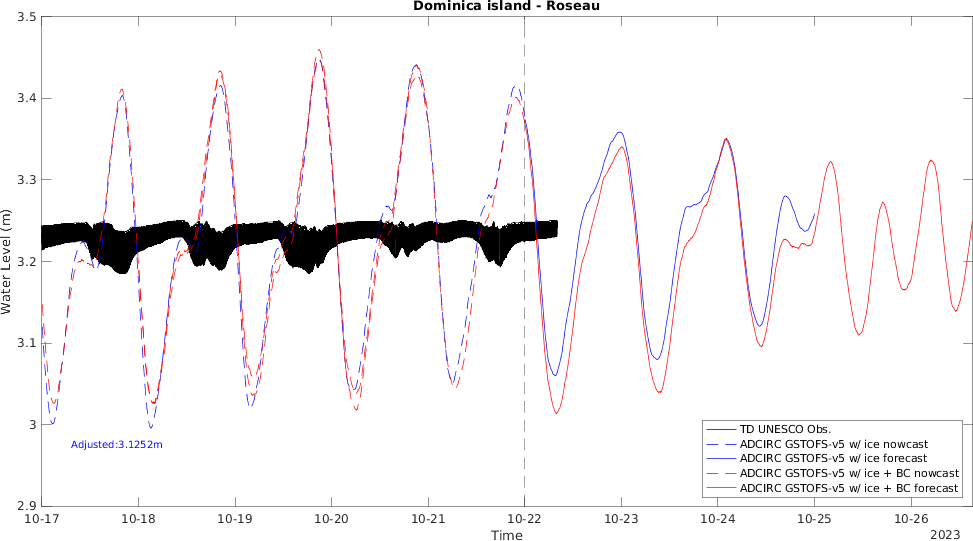 Dominica island - Roseau
3.5
3.4
3.3
3.2
3.1
3
2.9
Water Level (m)
Adjusted:3.1252m
TD UNESCO Obs.
ADCIRC GSTOFS-v5 w/ ice nowcast
ADCIRC GSTOFS-v5 w/ ice forecast
ADCIRC GSTOFS-v5 w/ ice + BC nowcast
ADCIRC GSTOFS-v5 w/ ice + BC forecast
10-17 10-18 10-19 10-20 10-21 10-22 10-23 10-24 10-25 10-26
Time
2023